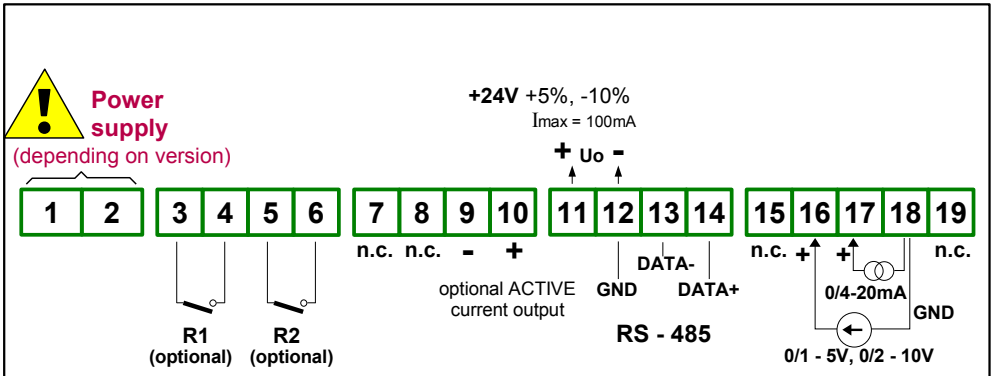 +24V +5%, -10%
Imax = 100mA
+ Uo -
!
Power
supply
(depending on version)
1 2 3 4 5 6 7 8 9 10 11 12 13 14 15 16 17 18 19
n.c. n.c. - +
optional ACTIVE
current output
DATA-
GND DATA+
RS - 485
n.c. + + n.c.
0/4-20mA
GND
0/1 - 5V, 0/2 - 10V
R1
(optional)
R2
(optional)